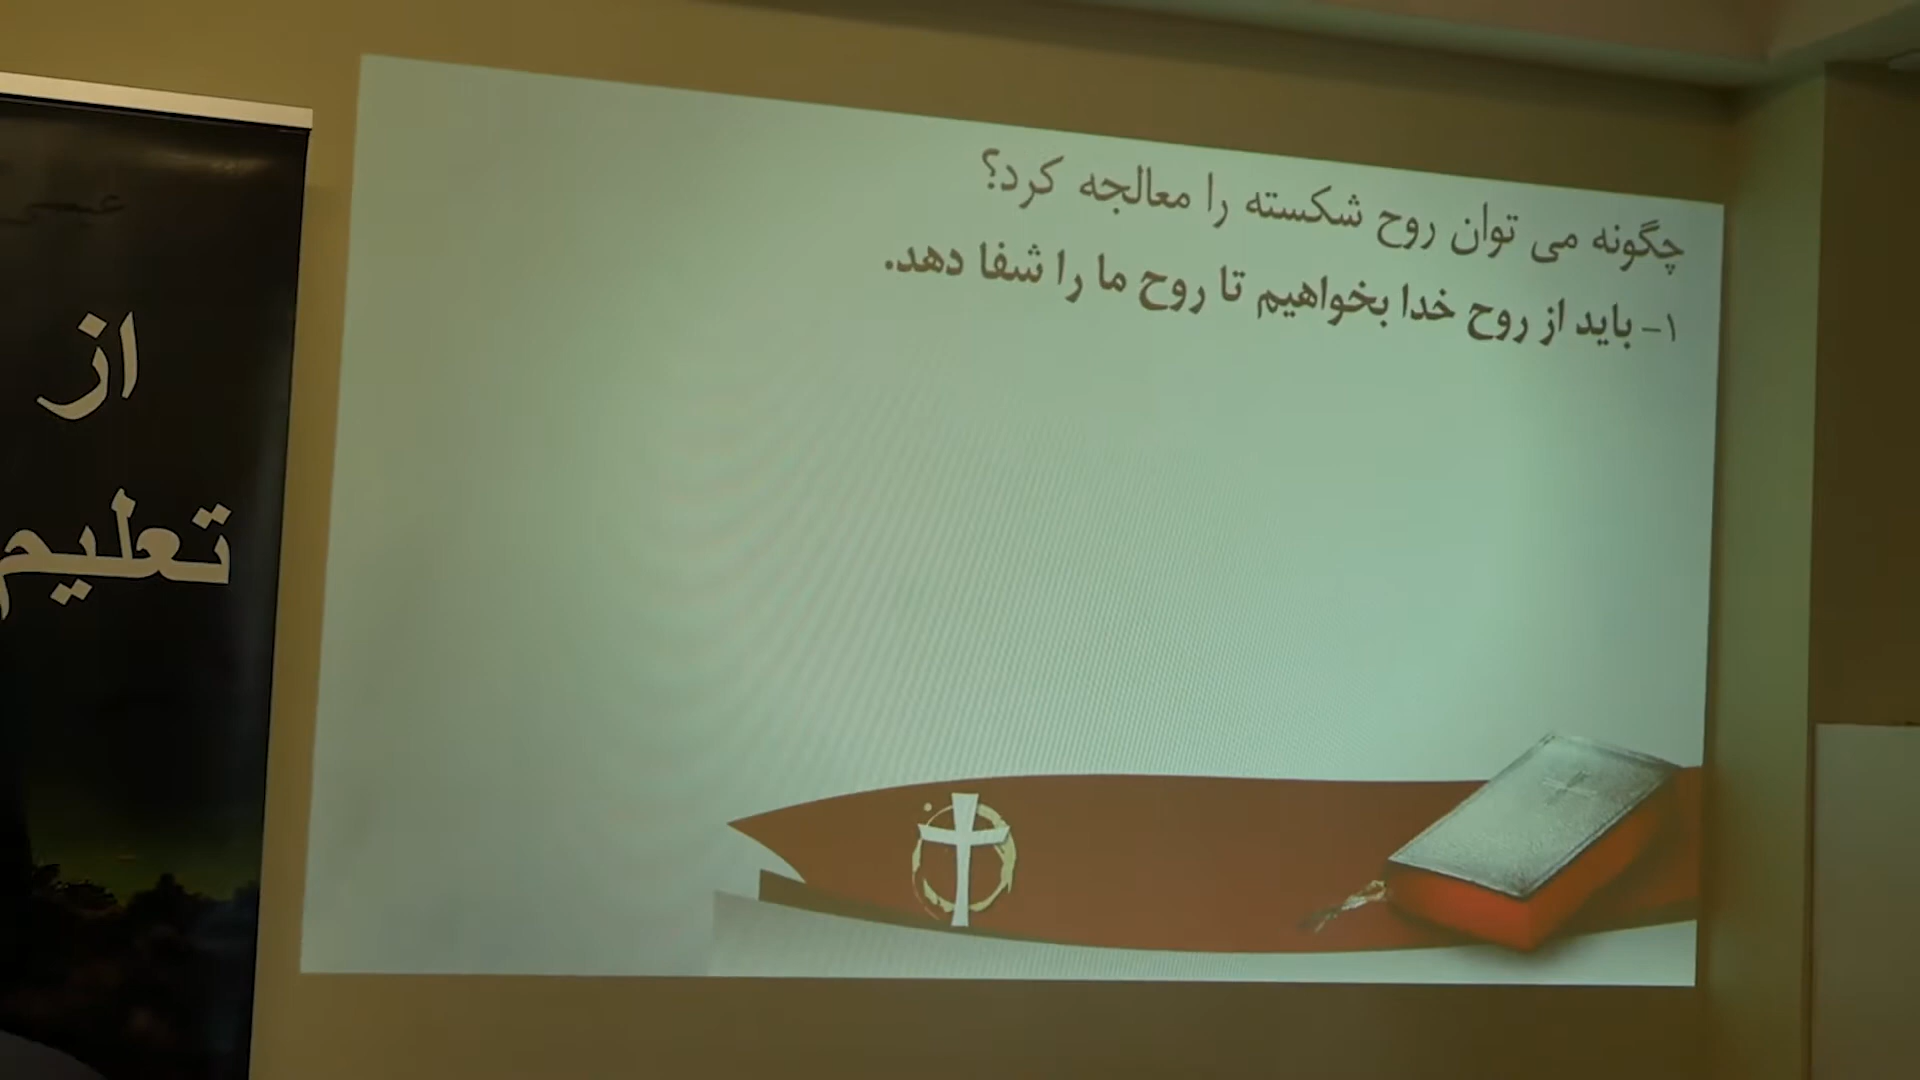 چگونه می توان روح شکسته را معالجه کرد؟
۱- باید از روح خدا بخواهیم تا روح ما را شفا دهد.
از
تعلیم